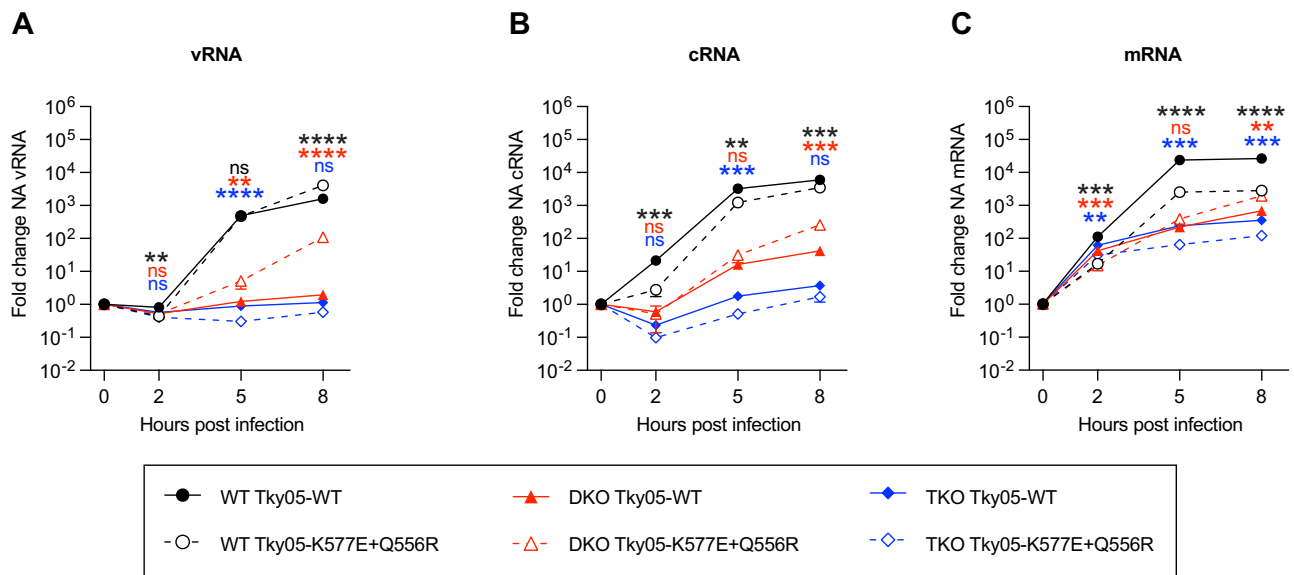 A
vRNA
Fold change NA vRNA
10^6
10^5
10^4
10^3
10^2
10^1
10^0
10^-1
10^-2
**
ns
ns
ns
**
****
****
****
ns
0 2 5 8
Hours post infection
B
cRNA
Fold change NA cRNA
10^6
10^5
10^4
10^3
10^2
10^1
10^0
10^-1
10^-2
***
ns
ns
**
ns
***
***
***
ns
0 2 5 8
Hours post infection
C
mRNA
Fold change NA mRNA
10^6
10^5
10^4
10^3
10^2
10^1
10^0
10^-1
10^-2
***
***
**
****
ns
***
****
**
***
0 2 5 8
Hours post infection
WT Tky05-WT
DKO Tky05-WT
TKO Tky05-WT
WT Tky05-K577E+Q556R
DKO Tky05-K577E+Q556R
TKO Tky05-K577E+Q556R